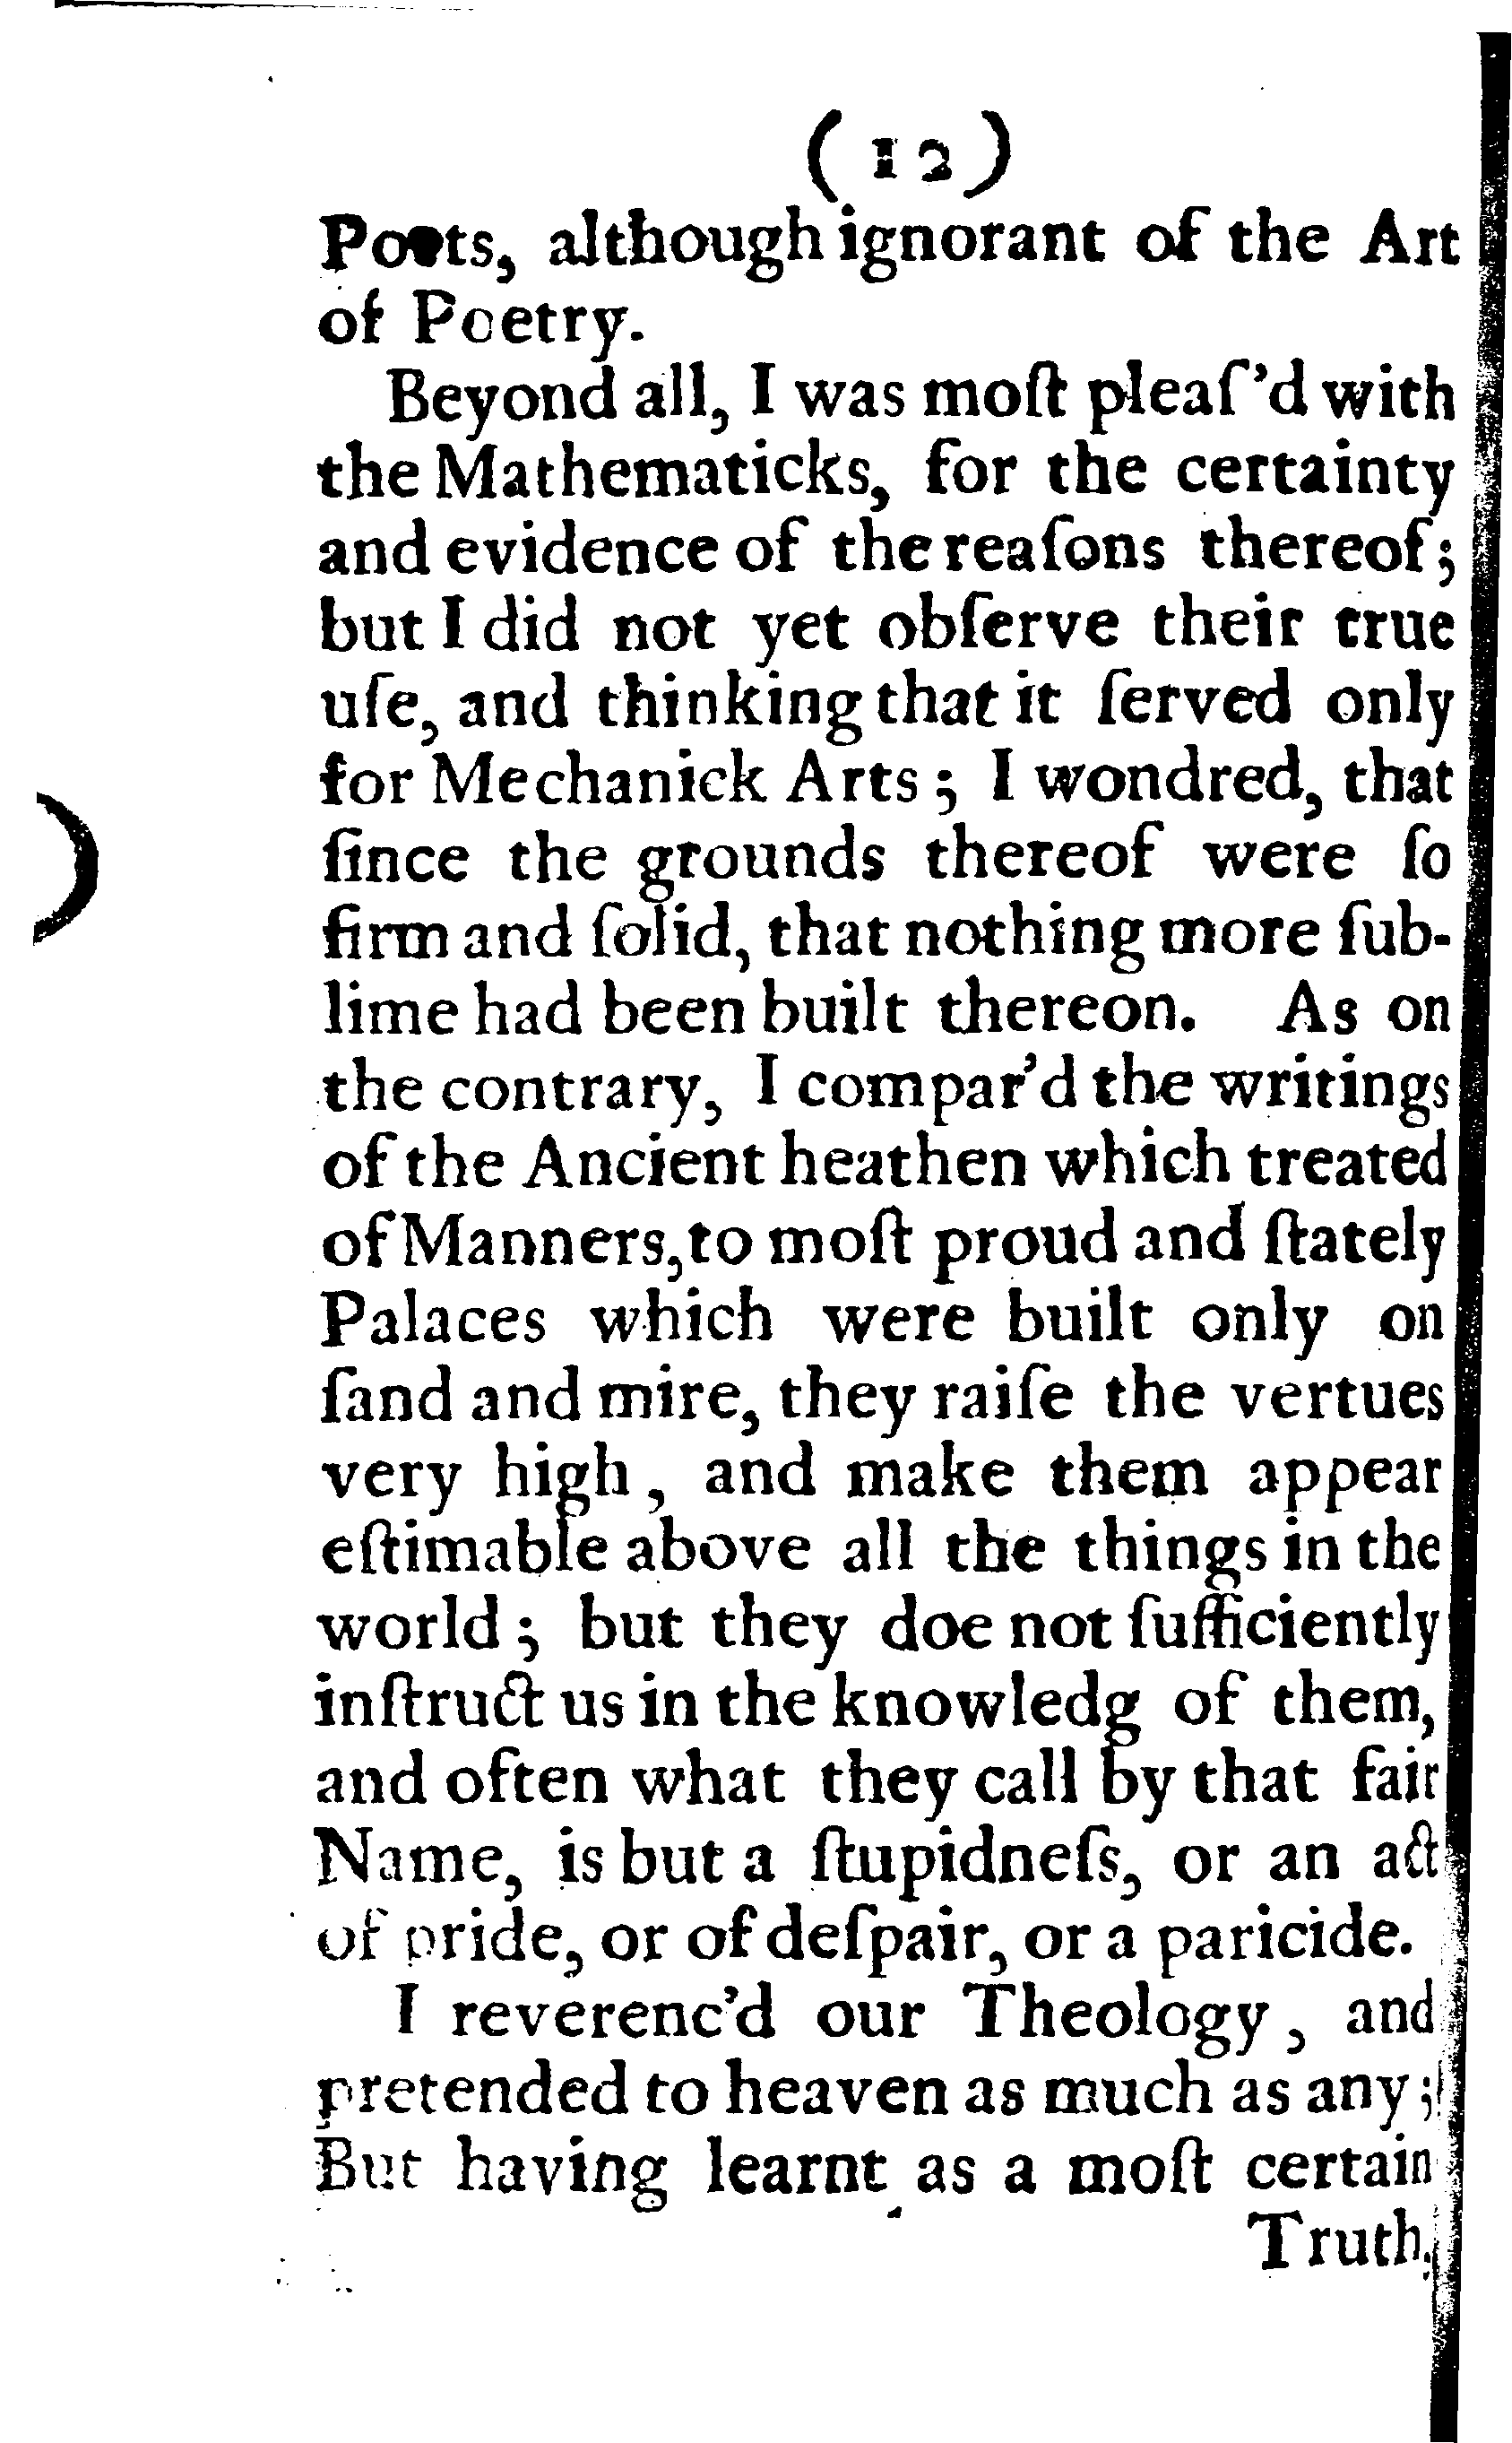 (12)
Poets, although ignorant of the Art
of Poetry.
Beyond all, I was moſt pleaſ'd with
the Mathematicks, for the certainty
and evidence of the reaſons thereof;
but I did not yet obſerve their true
uſe, and thinking that it ſerved only
for Mechanick Arts; I wondred, that
ſince the grounds thereof were ſo
firm and ſolid, that nothing more ſub-
lime had been built thereon. As on
the contrary, I compar'd the writings
of the Ancient heathen which treated
of Manners, to moſt proud and ſtately
Palaces which were built only on
ſand and mire, they raiſe the vertues
very high, and make them appear
eſtimable above all the things in the
world; but they doe not ſufficiently
inſtruct us in the knowledg of them,
and often what they call by that fair
Name, is but a ſtupidneſs, or an act
of pride, or of deſpair, or a paricide.
I reverenc'd our Theology, and
pretended to heaven as much as any;
But having learnt as a moſt certain
Truth,